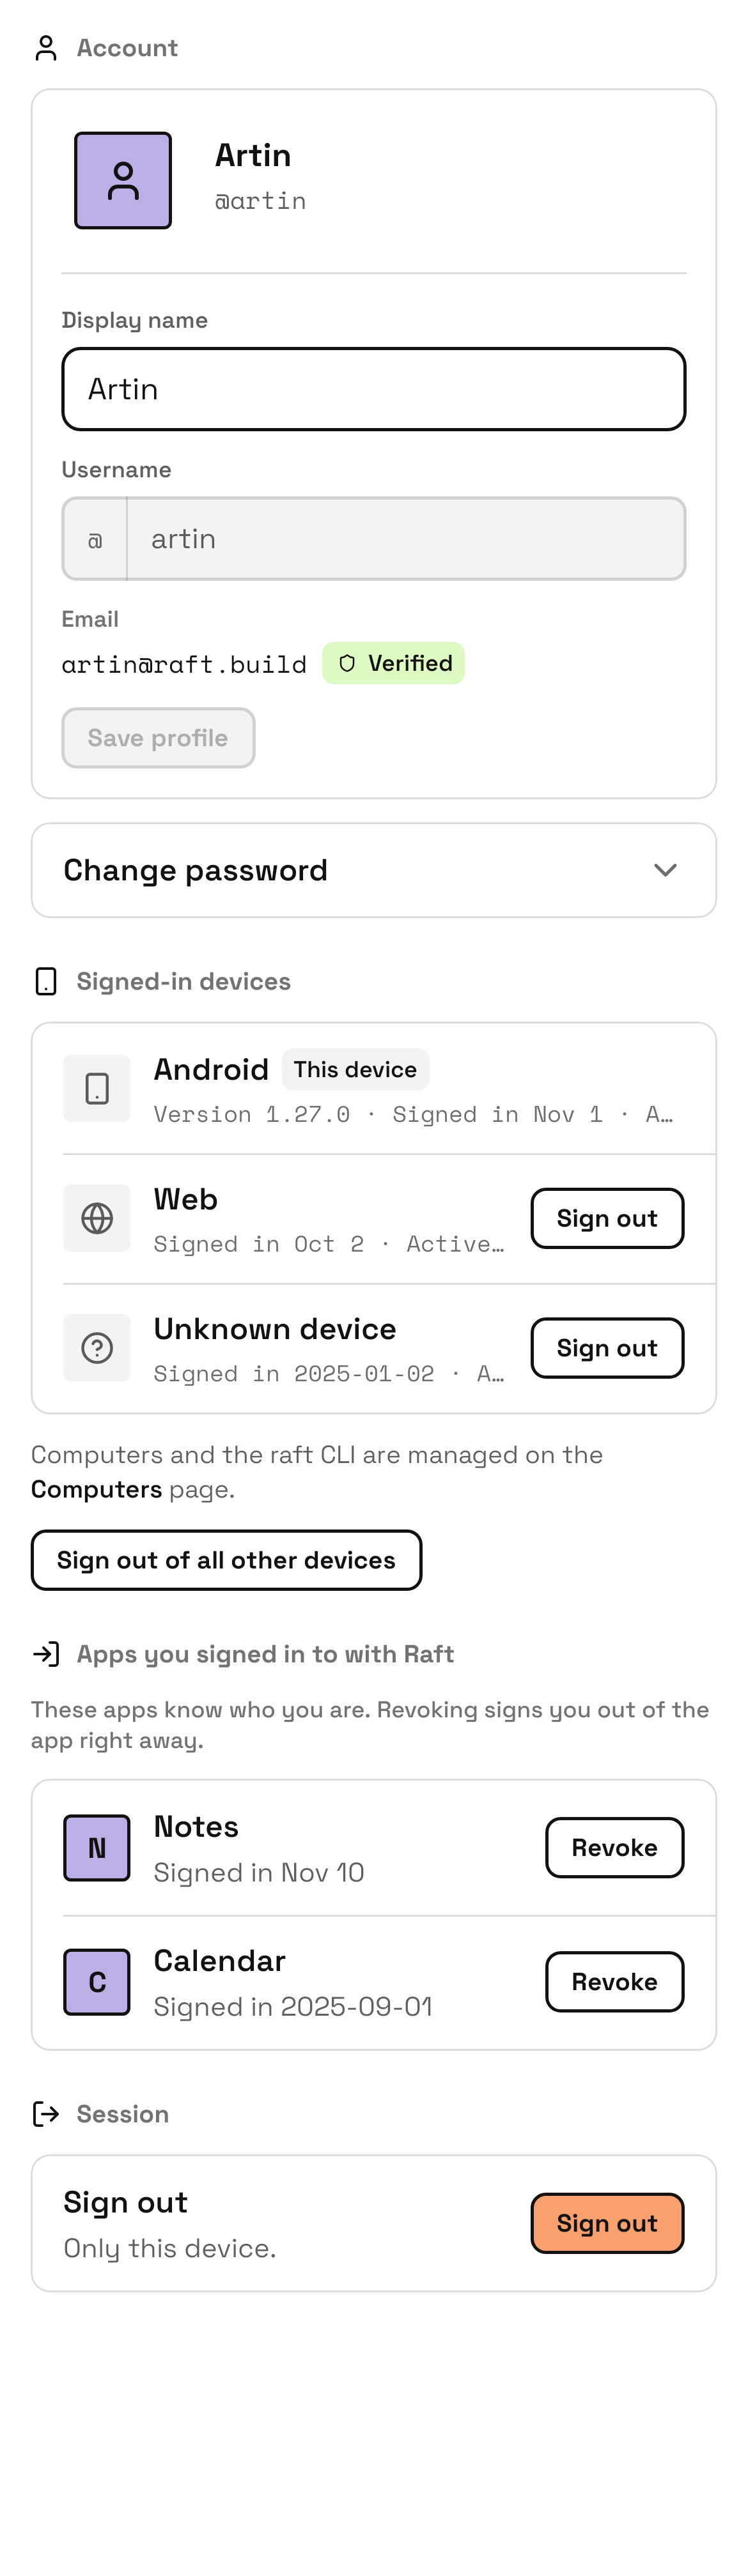 Account
Artin
@artin
Display name
Artin
Username
@ artin
Email
artin@raft.build Verified
Save profile
Change password
Signed-in devices
Android This device
Version 1.27.0 · Signed in Nov 1 · A…
Web
Signed in Oct 2 · Active…
Sign out
Unknown device
Signed in 2025-01-02 · A…
Sign out
Computers and the raft CLI are managed on the
Computers page.
Sign out of all other devices
Apps you signed in to with Raft
These apps know who you are. Revoking signs you out of the
app right away.
N
Notes
Signed in Nov 10
Revoke
C
Calendar
Signed in 2025-09-01
Revoke
Session
Sign out
Only this device.
Sign out